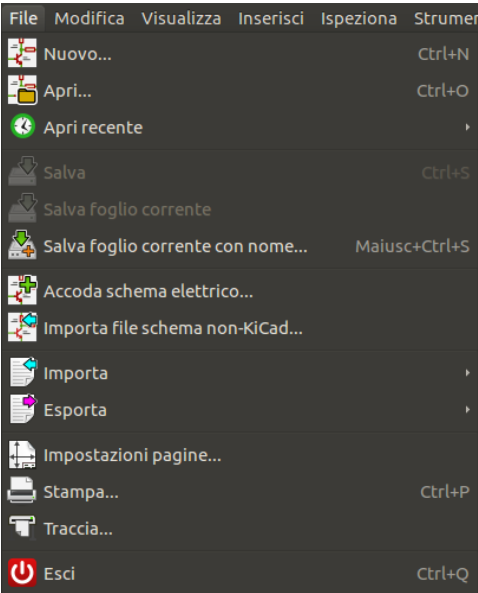 File Modifica Visualizza Inserisci Ispeziona Strumen
Nuovo... Ctrl+N
Apri... Ctrl+O
Apri recente
Salva Ctrl+S
Salva foglio corrente
Salva foglio corrente con nome... Maiusc+Ctrl+S
Accoda schema elettrico...
Importa file schema non-KiCad...
Importa
Esporta
Impostazioni pagine...
Stampa... Ctrl+P
Traccia...
Esci Ctrl+Q